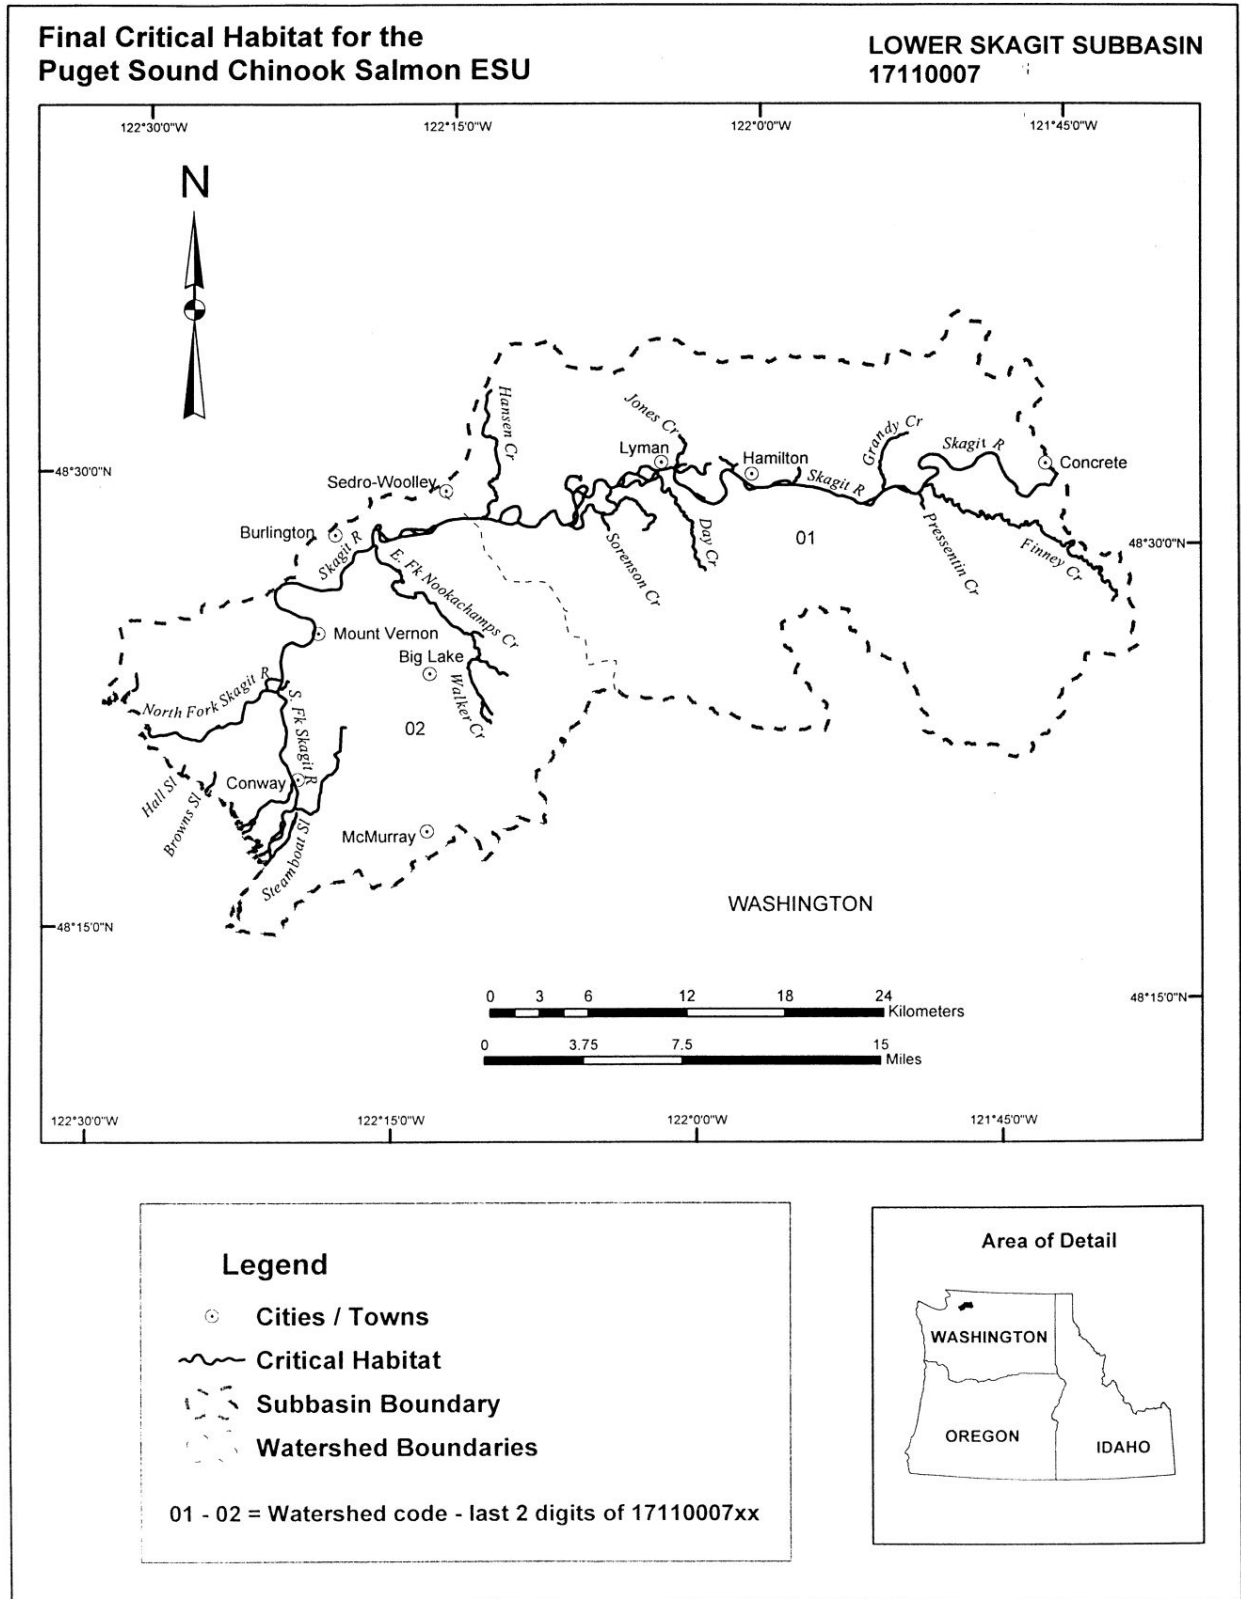 Final Critical Habitat for the
Puget Sound Chinook Salmon ESU
LOWER SKAGIT SUBBASIN
17110007
122°30'0"W
122°15'0"W
122°0'0"W
121°45'0"W
N
48°30'0"N
48°30'0"N
Hansen Cr
Jones Cr
Lyman
Grandy Cr
Skagit R
Concrete
Hamilton
Skagit R
Sedro-Woolley
Burlington
Skagit R
E. Fk Nookachamps Cr
Sorenson Cr
Day Cr
01
Pressentin Cr
Finney Cr
Mount Vernon
Big Lake
Walker Cr
North Fork Skagit R
S. Fk Skagit R
02
Hall Sl
Browns Sl
Conway
Steamboat Sl
McMurray
WASHINGTON
48°15'0"N
48°15'0"N
0 3 6 12 18 24
Kilometers
0 3.75 7.5 15
Miles
122°30'0"W
122°15'0"W
122°0'0"W
121°45'0"W
Legend
Cities / Towns
Critical Habitat
Subbasin Boundary
Watershed Boundaries
01 - 02 = Watershed code - last 2 digits of 17110007xx
Area of Detail
WASHINGTON
OREGON
IDAHO